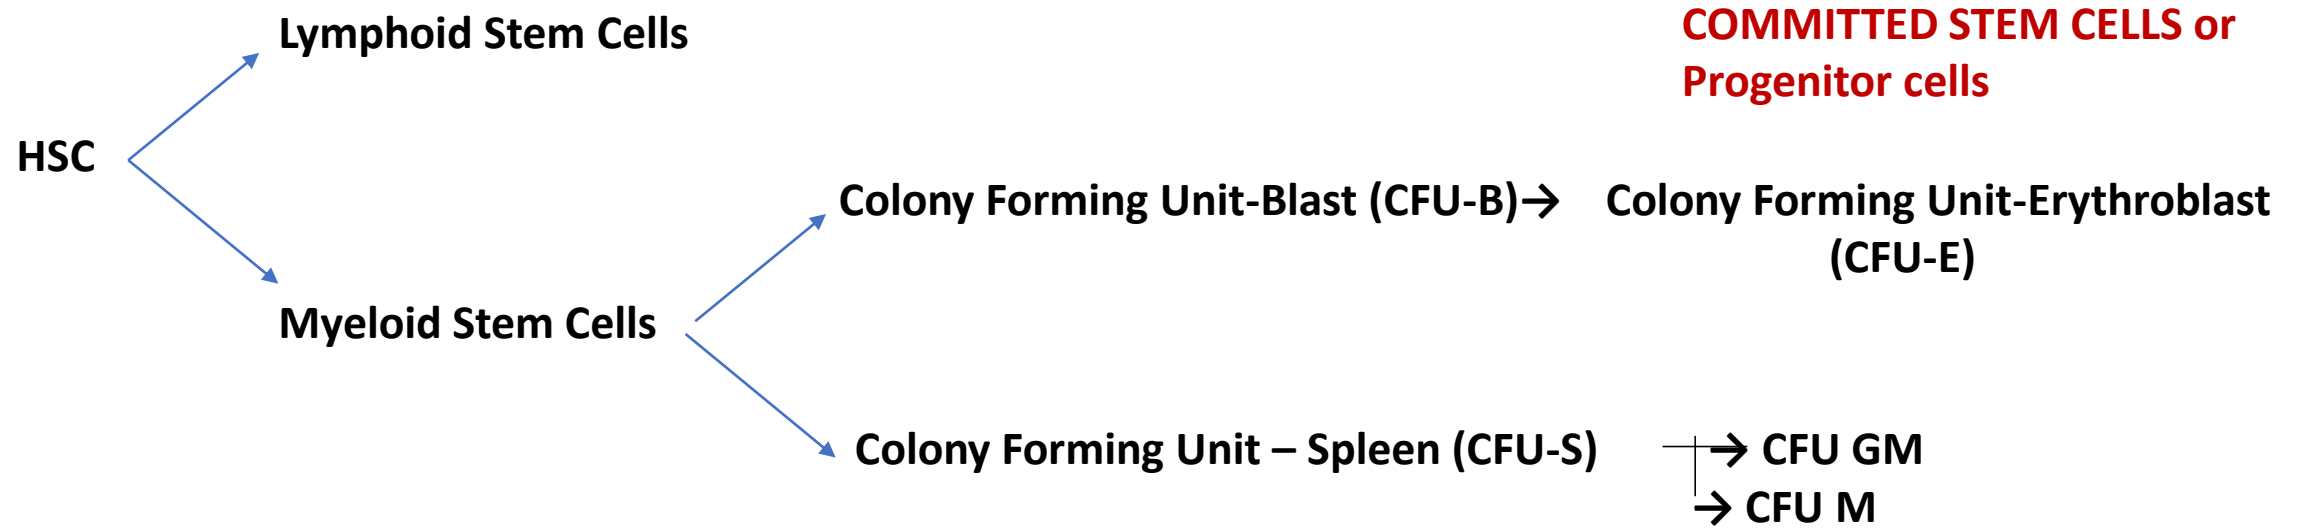 Lymphoid Stem Cells
COMMITTED STEM CELLS or
Progenitor cells
HSC
Colony Forming Unit-Blast (CFU-B)→
Colony Forming Unit-Erythroblast
(CFU-E)
Myeloid Stem Cells
Colony Forming Unit – Spleen (CFU-S)
→ CFU GM
→ CFU M